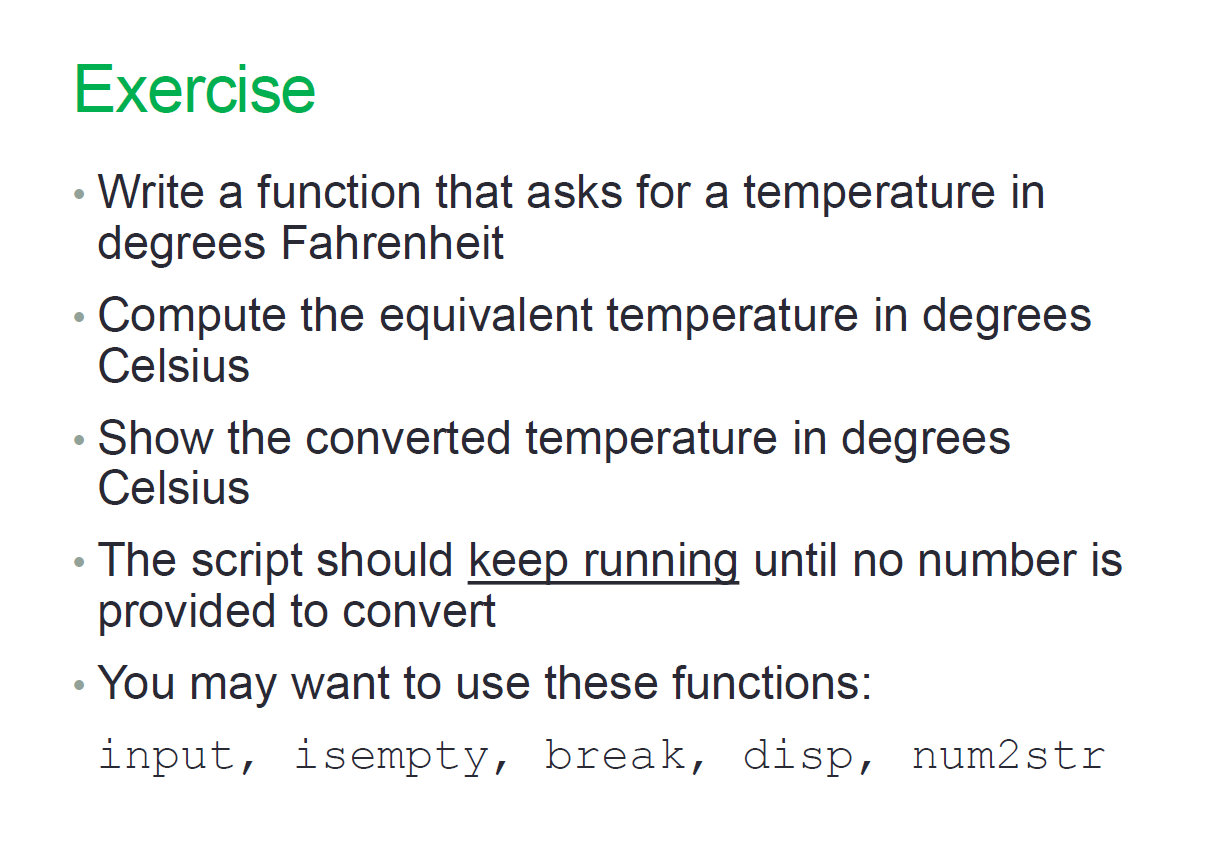 Exercise
• Write a function that asks for a temperature in
degrees Fahrenheit
• Compute the equivalent temperature in degrees
Celsius
• Show the converted temperature in degrees
Celsius
• The script should keep running until no number is
provided to convert
• You may want to use these functions:
input, isempty, break, disp, num2str